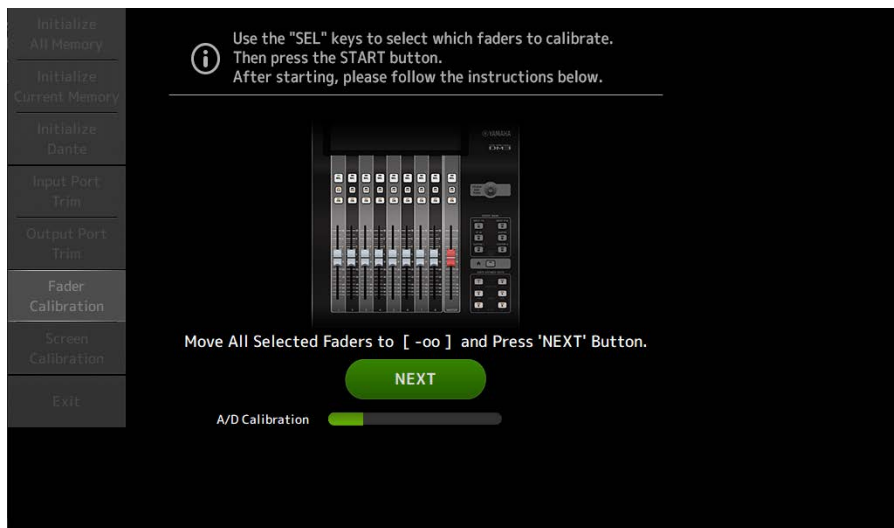 Initialize
All Memory
Initialize
Current Memory
Initialize
Dante
Input Port
Trim
Output Port
Trim
Fader
Calibration
Screen
Calibration
Exit
Use the "SEL" keys to select which faders to calibrate.
Then press the START button.
After starting, please follow the instructions below.
YAMAHA
DM3
Move All Selected Faders to [ -oo ] and Press 'NEXT' Button.
NEXT
A/D Calibration